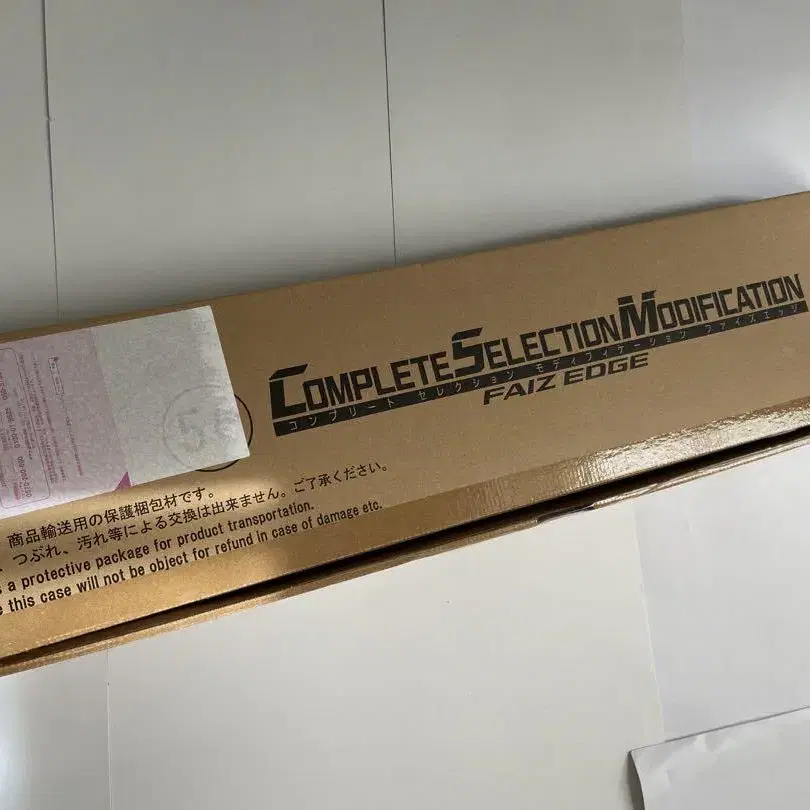 COMPLETE SELECTION MODIFICATION
コンプリート セレクション モディフィケーション ファイズエッジ
FAIZ EDGE
商品輸送用の保護梱包材です。
つぶれ、汚れ等による交換は出来ません。ご了承ください。
a protective package for product transportation.
this case will not be object for refund in case of damage etc.